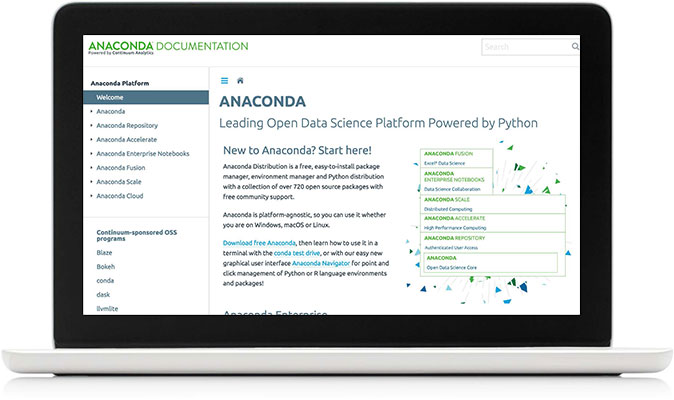 ANACONDA DOCUMENTATION
Powered by Continuum Analytics
Search
Anaconda Platform
Welcome
Anaconda
Anaconda Repository
Anaconda Accelerate
Anaconda Enterprise Notebooks
Anaconda Fusion
Anaconda Scale
Anaconda Cloud
Continuum-sponsored OSS
programs
Blaze
Bokeh
conda
dask
llvmlite
ANACONDA
Leading Open Data Science Platform Powered by Python
New to Anaconda? Start here!
Anaconda Distribution is a free, easy-to-install package
manager, environment manager and Python distribution
with a collection of over 720 open source packages with
free community support.
Anaconda is platform-agnostic, so you can use it whether
you are on Windows, macOS or Linux.
Download free Anaconda, then learn how to use it in a
terminal with the conda test drive, or with our easy new
graphical user interface Anaconda Navigator for point and
click management of Python or R language environments
and packages!
Anaconda Enterprise
ANACONDA FUSION
Excel® Data Science
ANACONDA
ENTERPRISE NOTEBOOKS
Data Science Collaboration
ANACONDA SCALE
Distributed Computing
ANACONDA ACCELERATE
High Performance Computing
ANACONDA REPOSITORY
Authenticated User Access
ANACONDA
Open Data Science Core